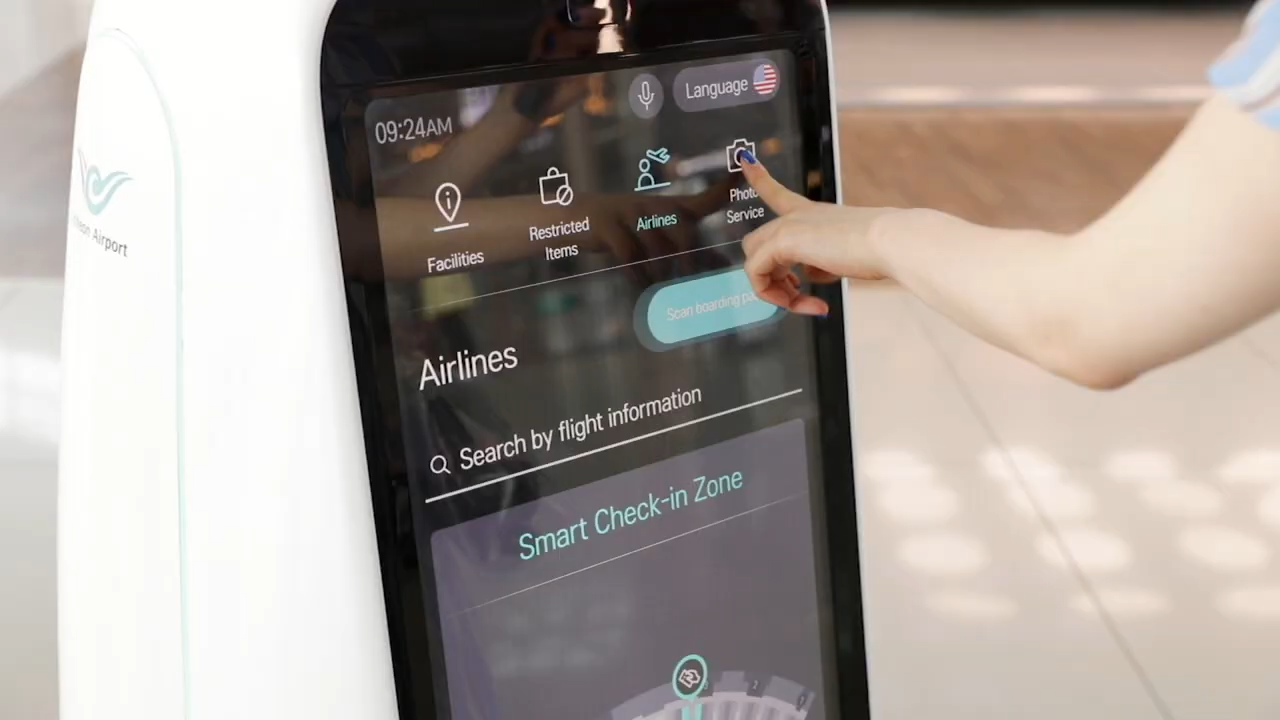 09:24AM
Language
Facilities
Restricted
Items
Airlines
Photo
Service
Scan boarding
Airlines
Search by flight information
Smart Check-in Zone
2
Airport